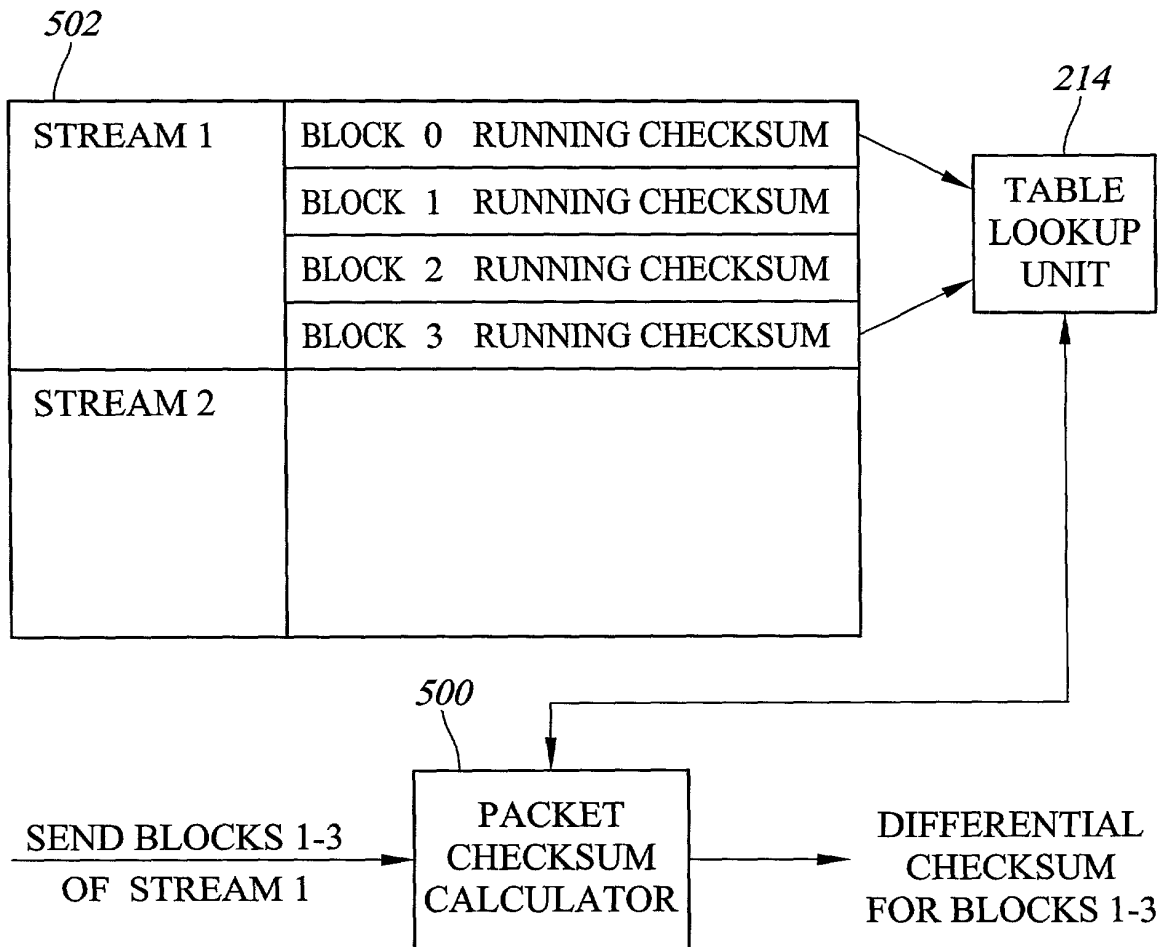 502
214
STREAM 1
BLOCK 0 RUNNING CHECKSUM
BLOCK 1 RUNNING CHECKSUM
BLOCK 2 RUNNING CHECKSUM
BLOCK 3 RUNNING CHECKSUM
TABLE
LOOKUP
UNIT
STREAM 2
500
SEND BLOCKS 1-3
OF STREAM 1
PACKET
CHECKSUM
CALCULATOR
DIFFERENTIAL
CHECKSUM
FOR BLOCKS 1-3